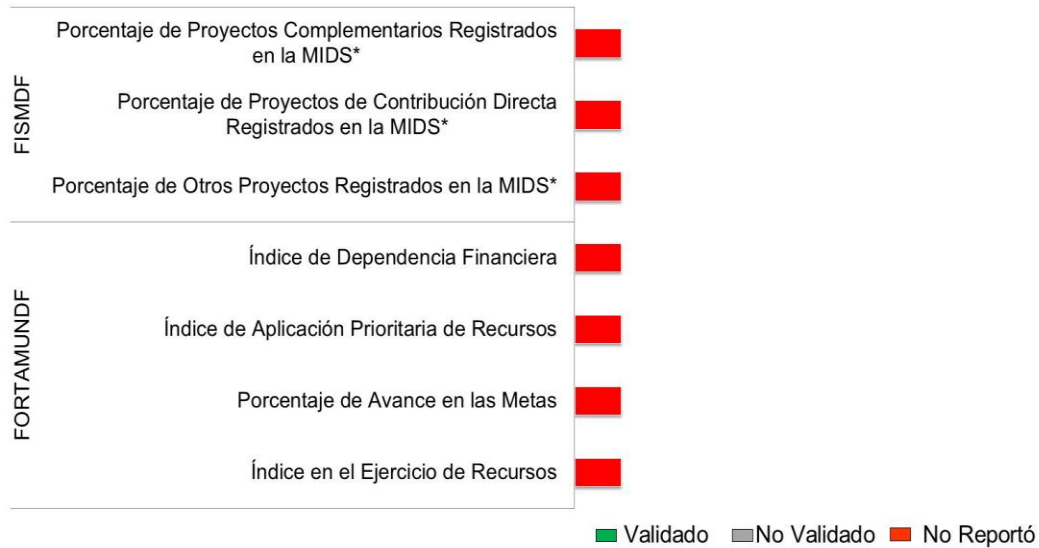 FISMDF
Porcentaje de Proyectos Complementarios Registrados
en la MIDS*
Porcentaje de Proyectos de Contribución Directa
Registrados en la MIDS*
Porcentaje de Otros Proyectos Registrados en la MIDS*
FORTAMUNDF
Índice de Dependencia Financiera
Índice de Aplicación Prioritaria de Recursos
Porcentaje de Avance en las Metas
Índice en el Ejercicio de Recursos
Validado No Validado No Reportó